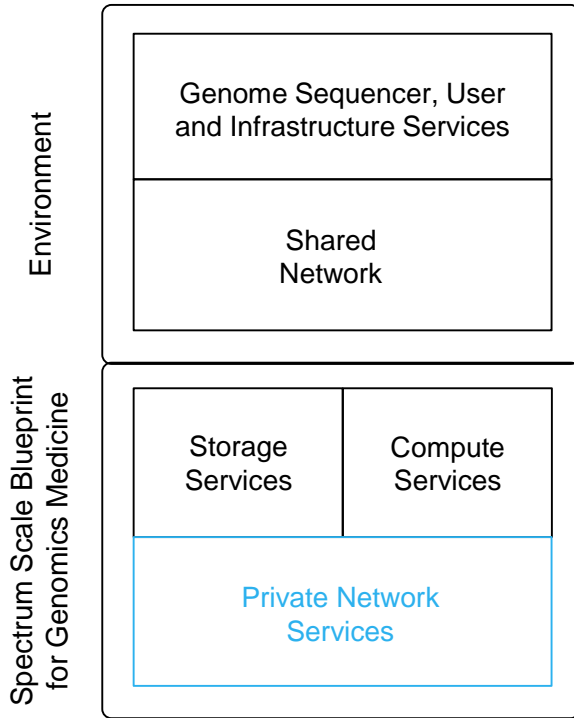 Environment
Genome Sequencer, User
and Infrastructure Services
Shared
Network
Spectrum Scale Blueprint
for Genomics Medicine
Storage
Services
Compute
Services
Private Network
Services